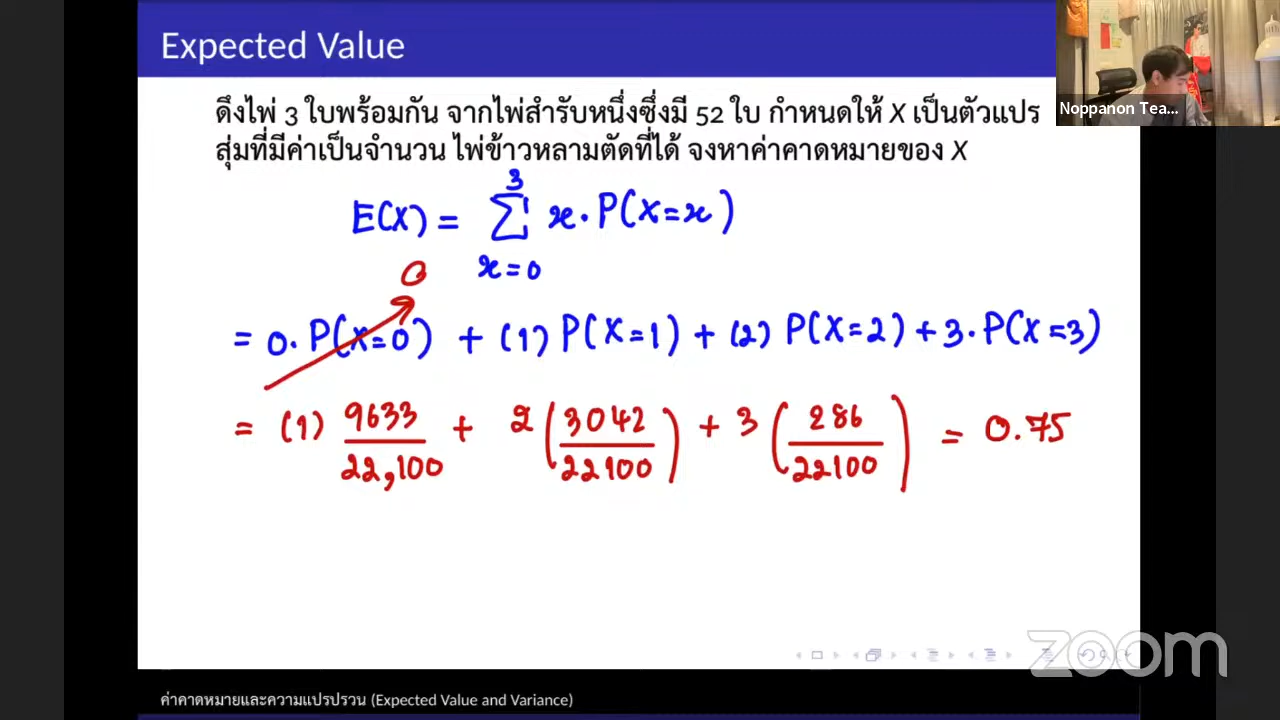 Expected Value
Noppanon Tea...
ดึงไพ่ 3 ใบพร้อมกัน จากไพ่สำรับหนึ่งซึ่งมี 52 ใบ กำหนดให้ X เป็นตัวแปร
สุ่มที่มีค่าเป็นจำนวน ไพ่ข้าวหลามตัดที่ได้ จงหาค่าคาดหมายของ X
3
E(X) = ∑ x · P(X=x)
x=0
0
= 0. P(X=0) + (1) P(X=1) + (2) P(X=2) + 3. P(X=3)
= (1) 9633/22,100 + 2 (3042/22100) + 3 (286/22100) = 0.75
zoom
ค่าคาดหมายและความแปรปรวน (Expected Value and Variance)